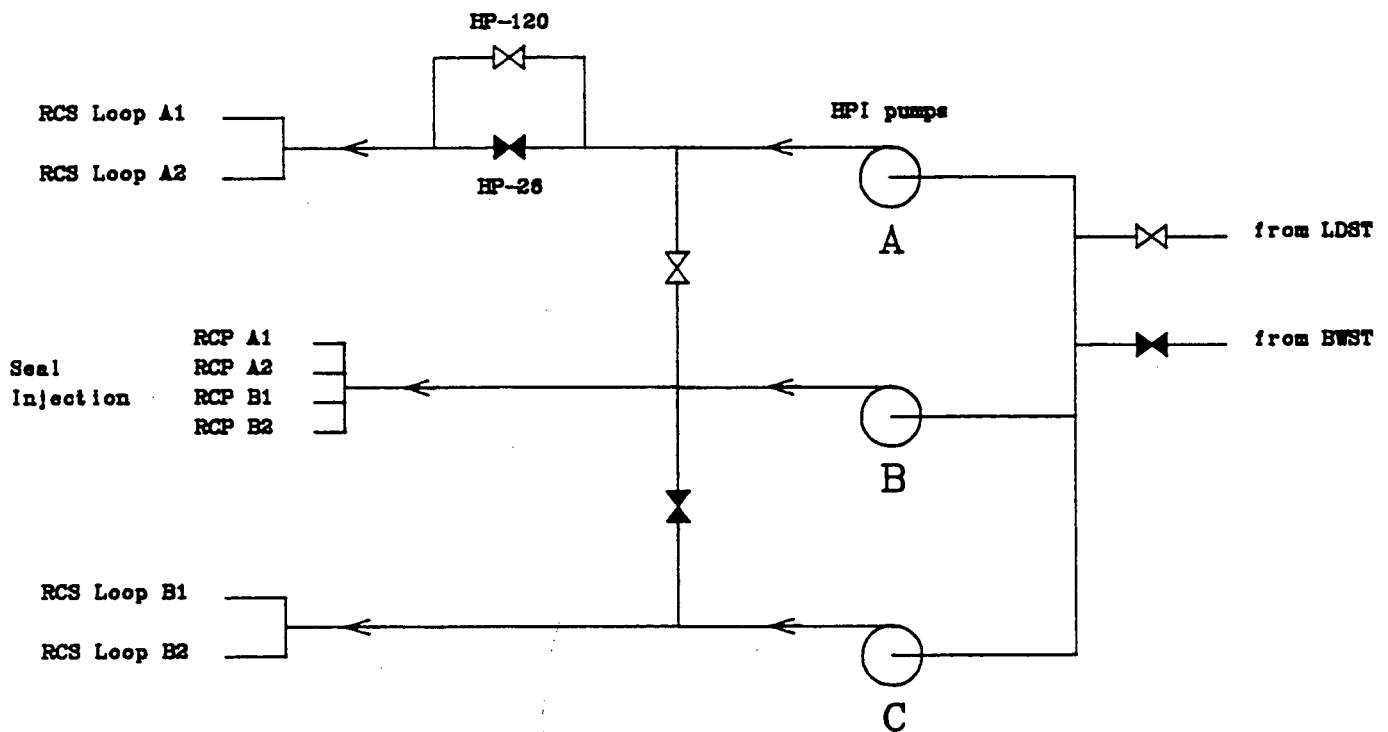 HP-120
RCS Loop A1
HPI pumps
RCS Loop A2
HP-26
A
from LDST
RCP A1
from BWST
Seal
RCP A2
Injection
RCP B1
RCP B2
B
RCS Loop B1
RCS Loop B2
C